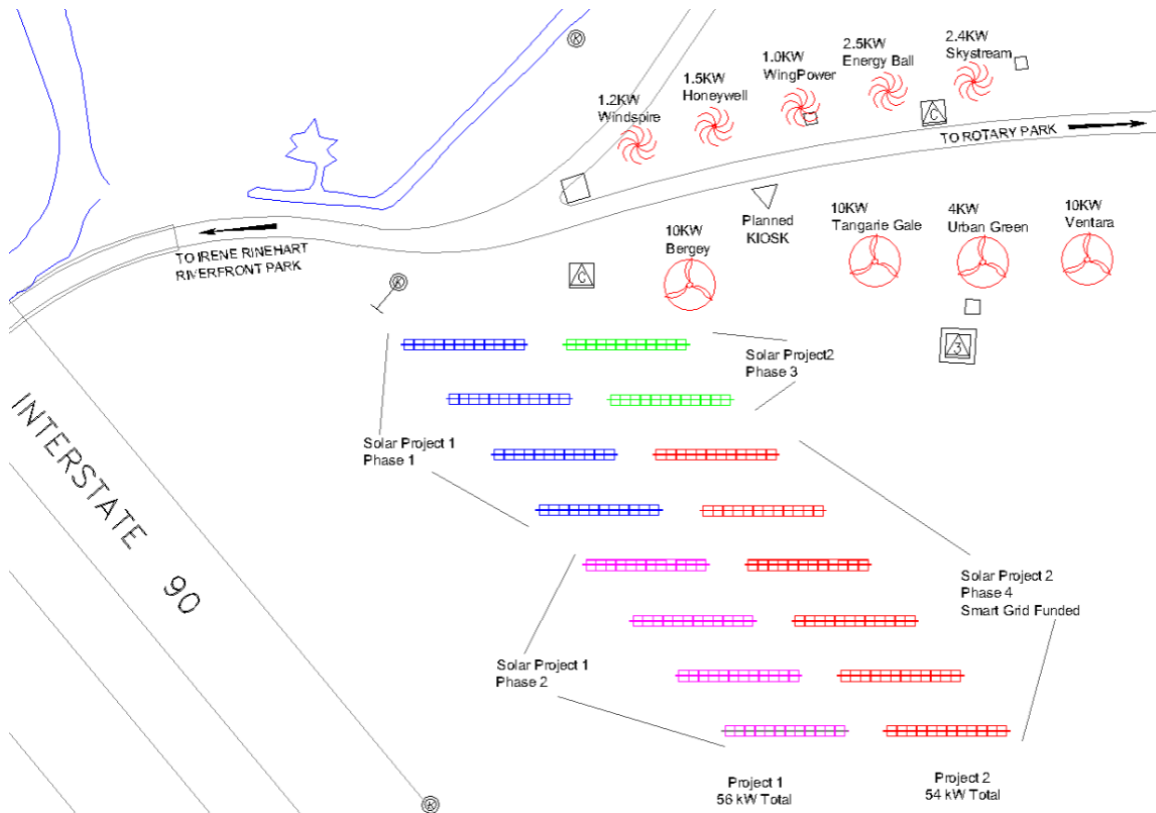 2.4KW
Skystream
2.5KW
Energy Ball
1.0KW
WingPower
1.5KW
Honeywell
1.2KW
Windspire
C
TO ROTARY PARK
K
Planned
KIOSK
10KW
Bergey
10KW
Tangarie Gale
4KW
Urban Green
10KW
Ventara
TO IRENE RINEHART
RIVERFRONT PARK
C
K
3
Solar Project2
Phase 3
Solar Project 1
Phase 1
INTERSTATE 90
Solar Project 2
Phase 4
Smart Grid Funded
Solar Project 1
Phase 2
Project 1
56 kW Total
Project 2
54 kW Total
K